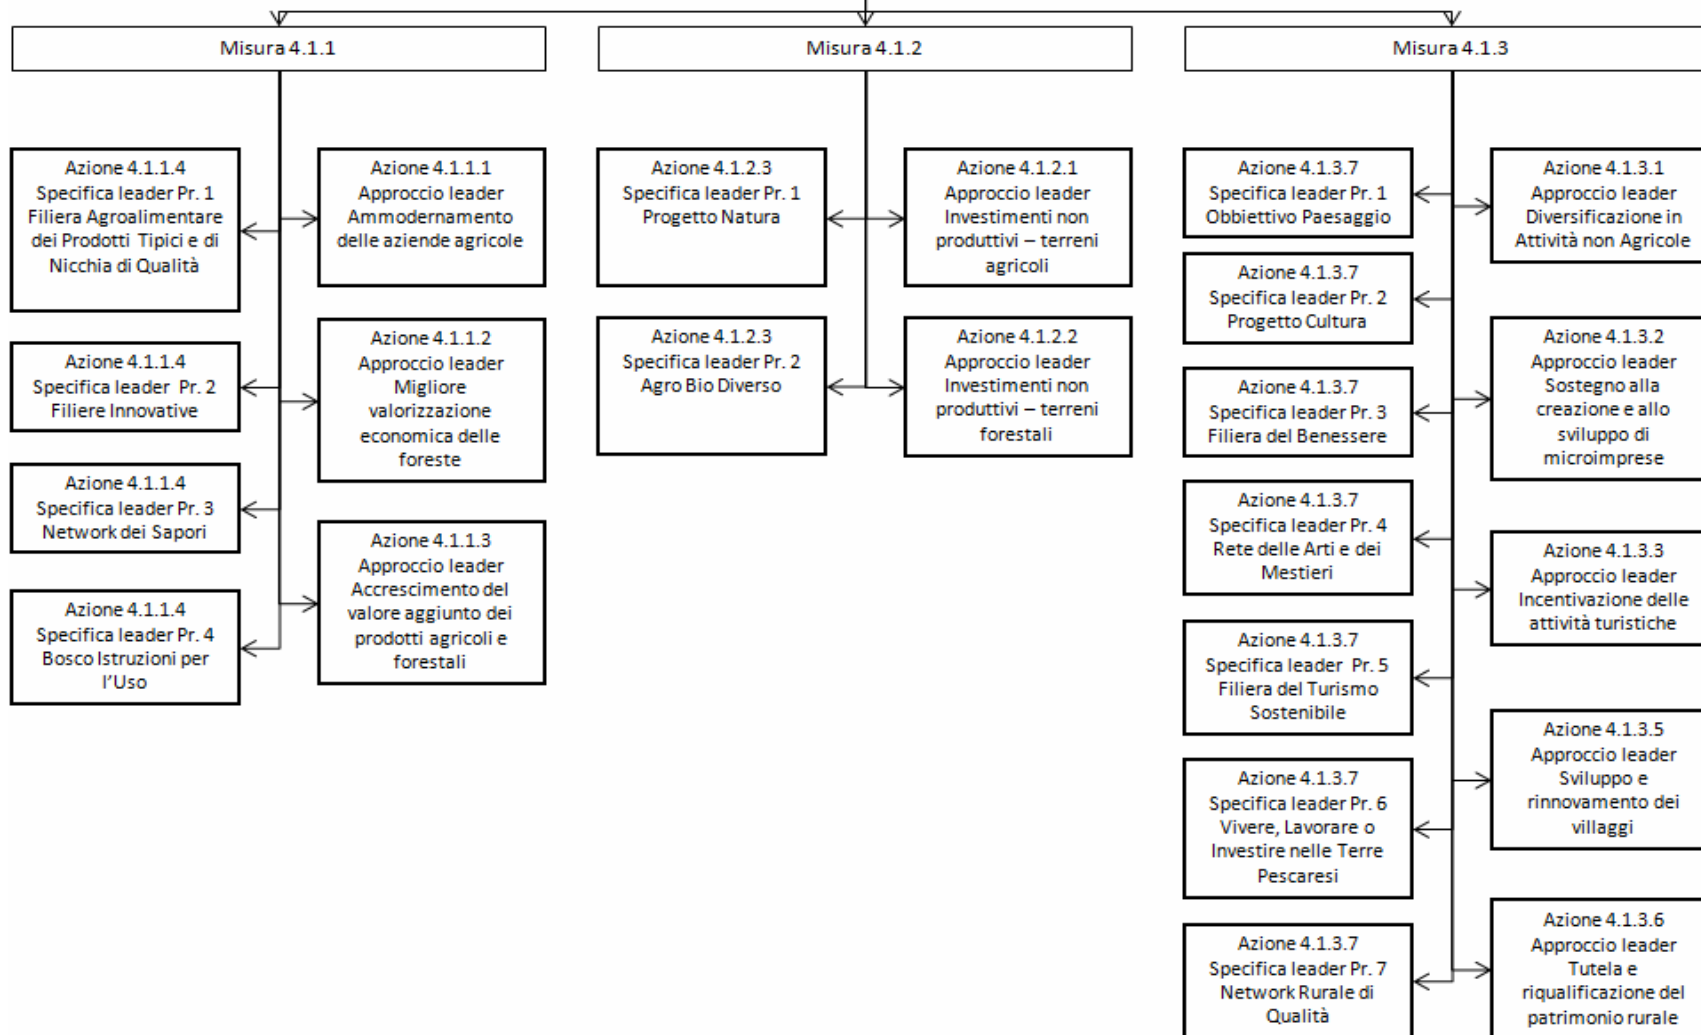 Misura 4.1.1
Azione 4.1.1.4
Specifica leader Pr. 1
Filiera Agroalimentare
dei Prodotti Tipici e di
Nicchia di Qualità
Azione 4.1.1.4
Specifica leader Pr. 2
Filiere Innovative
Azione 4.1.1.4
Specifica leader Pr. 3
Network dei Sapori
Azione 4.1.1.4
Specifica leader Pr. 4
Bosco Istruzioni per
l'Uso
Azione 4.1.1.1
Approccio leader
Ammodernamento
delle aziende agricole
Azione 4.1.1.2
Approccio leader
Migliore
valorizzazione
economica delle
foreste
Azione 4.1.1.3
Approccio leader
Accrescimento del
valore aggiunto dei
prodotti agricoli e
forestali
Misura 4.1.2
Azione 4.1.2.3
Specifica leader Pr. 1
Progetto Natura
Azione 4.1.2.3
Specifica leader Pr. 2
Agro Bio Diverso
Azione 4.1.2.1
Approccio leader
Investimenti non
produttivi – terreni
agricoli
Azione 4.1.2.2
Approccio leader
Investimenti non
produttivi – terreni
forestali
Misura 4.1.3
Azione 4.1.3.7
Specifica leader Pr. 1
Obbiettivo Paesaggio
Azione 4.1.3.7
Specifica leader Pr. 2
Progetto Cultura
Azione 4.1.3.7
Specifica leader Pr. 3
Filiera del Benessere
Azione 4.1.3.7
Specifica leader Pr. 4
Rete delle Arti e dei
Mestieri
Azione 4.1.3.7
Specifica leader Pr. 5
Filiera del Turismo
Sostenibile
Azione 4.1.3.7
Specifica leader Pr. 6
Vivere, Lavorare o
Investire nelle Terre
Pescaresi
Azione 4.1.3.7
Specifica leader Pr. 7
Network Rurale di
Qualità
Azione 4.1.3.1
Approccio leader
Diversificazione in
Attività non Agricole
Azione 4.1.3.2
Approccio leader
Sostegno alla
creazione e allo
sviluppo di
microimprese
Azione 4.1.3.3
Approccio leader
Incentivazione delle
attività turistiche
Azione 4.1.3.5
Approccio leader
Sviluppo e
rinnovamento dei
villaggi
Azione 4.1.3.6
Approccio leader
Tutela e
riqualificazione del
patrimonio rurale